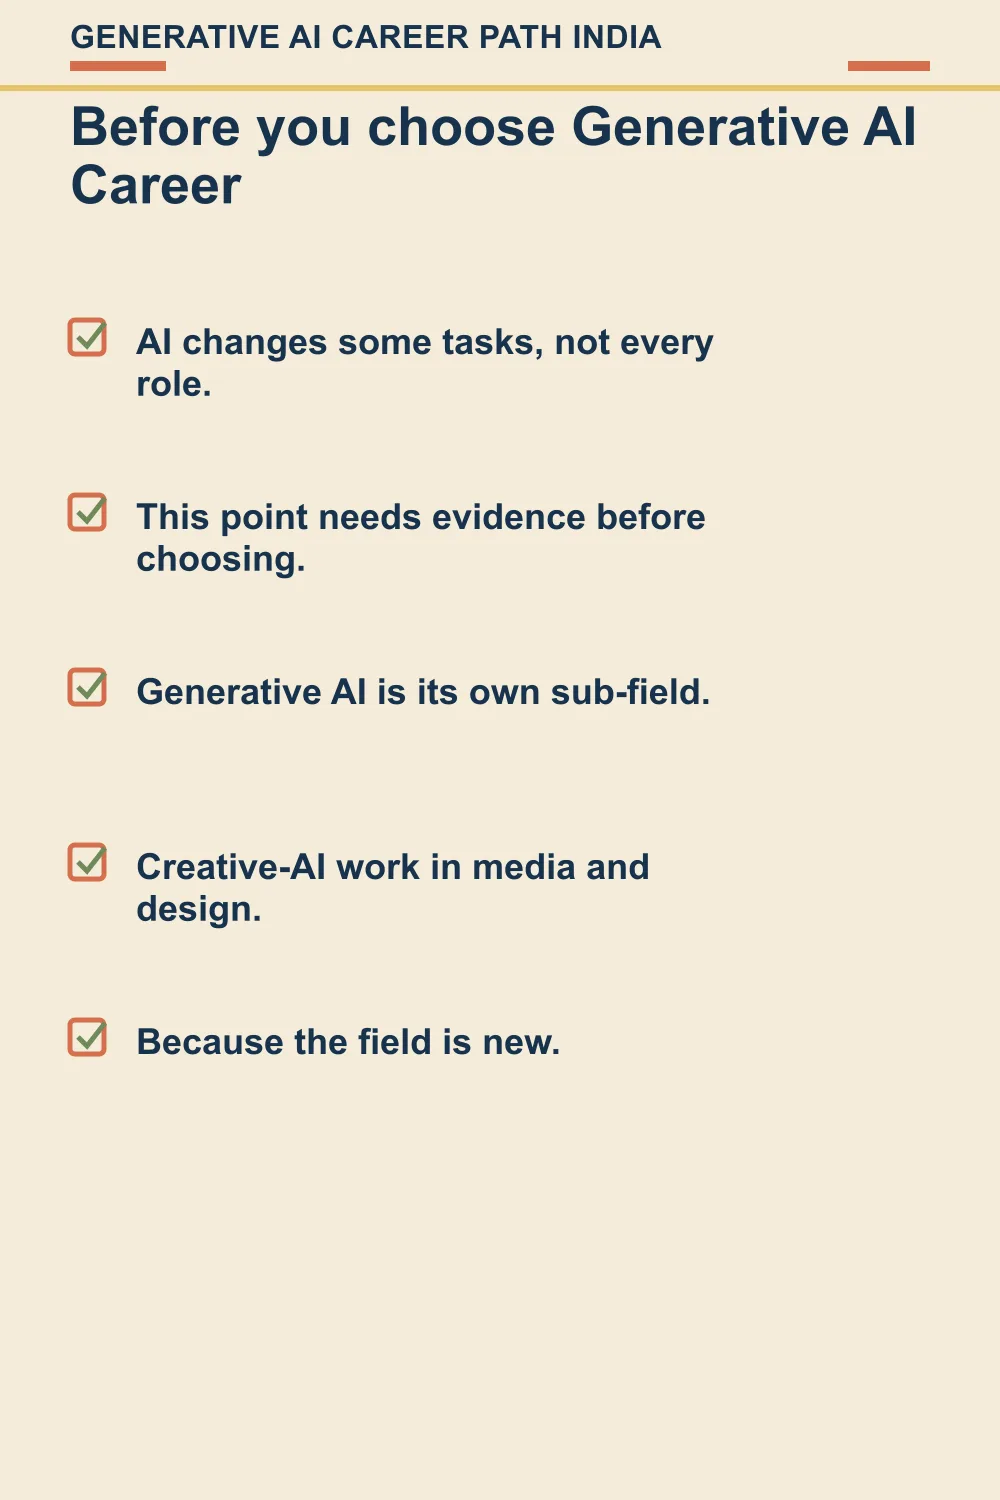 GENERATIVE AI CAREER PATH INDIA
Before you choose Generative AI
Career
AI changes some tasks, not every
role.
This point needs evidence before
choosing.
Generative AI is its own sub-field.
Creative-AI work in media and
design.
Because the field is new.